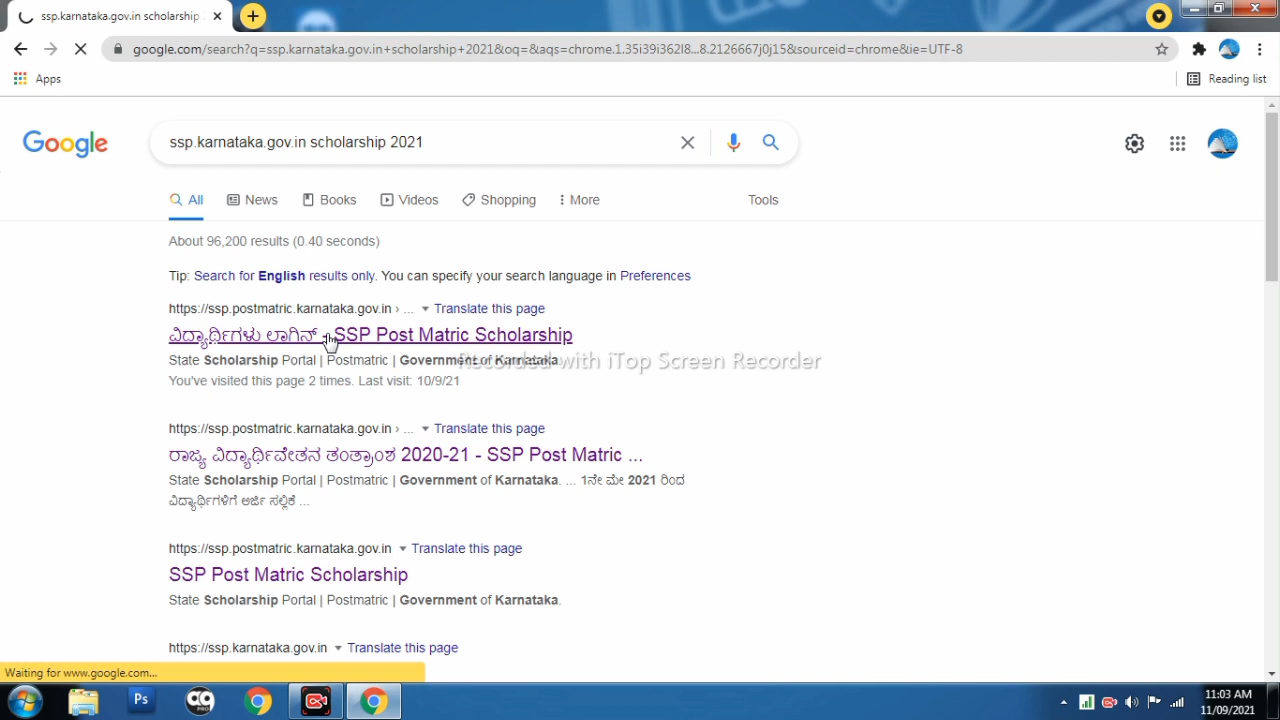 ssp.karnataka.gov.in scholarship
google.com/search?q=ssp.karnataka.gov.in+scholarship+2021&oq=&aqs=chrome.1.35i39i362l8...8.2126667j0j15&sourceid=chrome&ie=UTF-8
Apps
Reading list
Google
ssp.karnataka.gov.in scholarship 2021
All News Books Videos Shopping More Tools
About 96,200 results (0.40 seconds)
Tip: Search for English results only. You can specify your search language in Preferences
https://ssp.postmatric.karnataka.gov.in › ... Translate this page
ವಿದ್ಯಾರ್ಥಿಗಳು ಲಾಗಿನ್ - SSP Post Matric Scholarship
State Scholarship Portal | Postmatric | Government of Karnataka.
Recorded with iTop Screen Recorder
You've visited this page 2 times. Last visit: 10/9/21
https://ssp.postmatric.karnataka.gov.in › ... Translate this page
ರಾಜ್ಯ ವಿದ್ಯಾರ್ಥಿವೇತನ ತಂತ್ರಾಂಶ 2020-21 - SSP Post Matric ...
State Scholarship Portal | Postmatric | Government of Karnataka. ... 1ನೇ ಮೇ 2021 ರಿಂದ
ವಿದ್ಯಾರ್ಥಿಗಳಿಗೆ ಅರ್ಜಿ ಸಲ್ಲಿಕೆ ...
https://ssp.postmatric.karnataka.gov.in Translate this page
SSP Post Matric Scholarship
State Scholarship Portal | Postmatric | Government of Karnataka.
https://ssp.karnataka.gov.in Translate this page
Waiting for www.google.com...
Ps
PRO
11:03 AM
11/09/2021